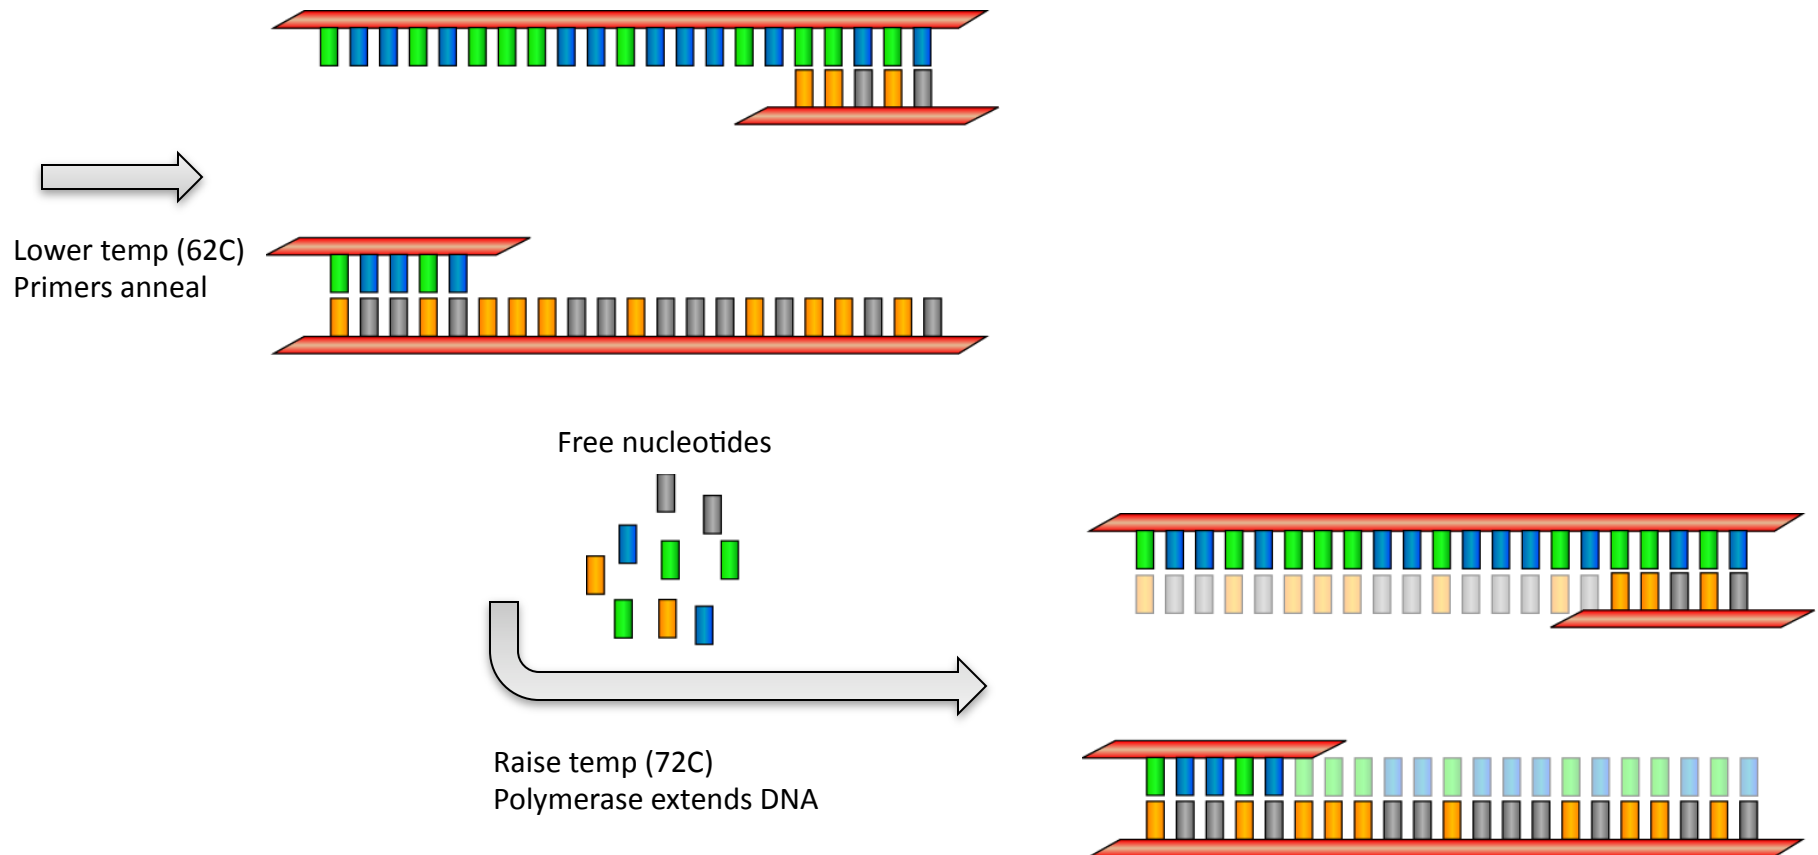 Lower temp (62C)
Primers anneal
Free nucleotides
Raise temp (72C)
Polymerase extends DNA